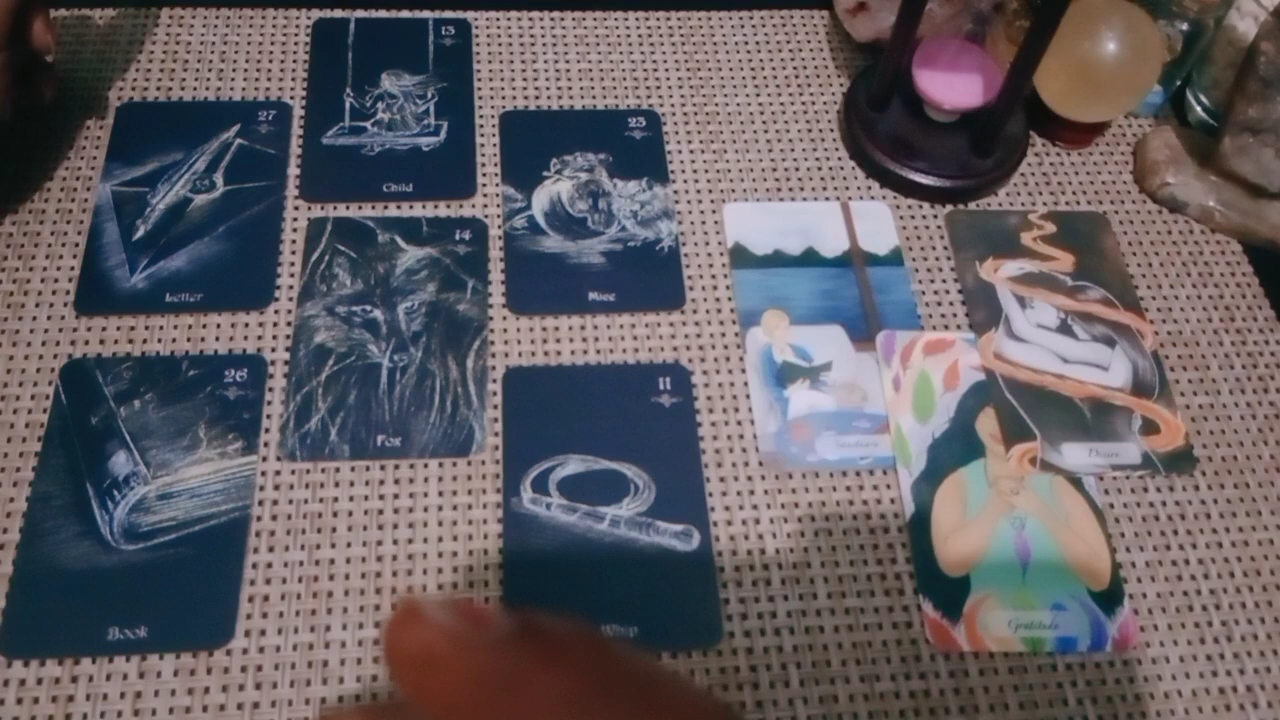 13
Child
27
Letter
23
Mice
14
Fox
26
Book
11
Whip
Desire
Gratitude